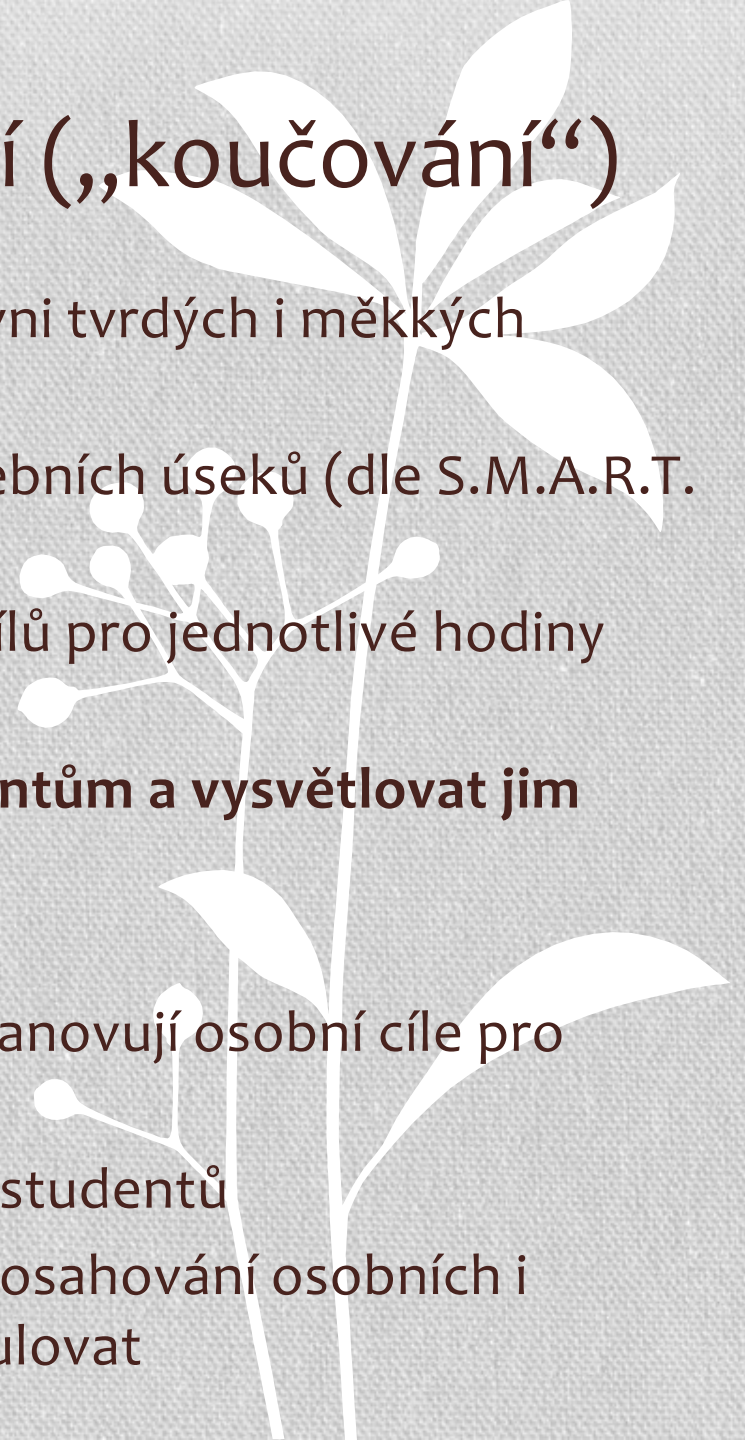 í („koučování“)
vni tvrdých i měkkých
ebních úseků (dle S.M.A.R.T.
ílů pro jednotlivé hodiny
ntům a vysvětlovat jim
anovují osobní cíle pro
studentů
osahování osobních i
ulovat